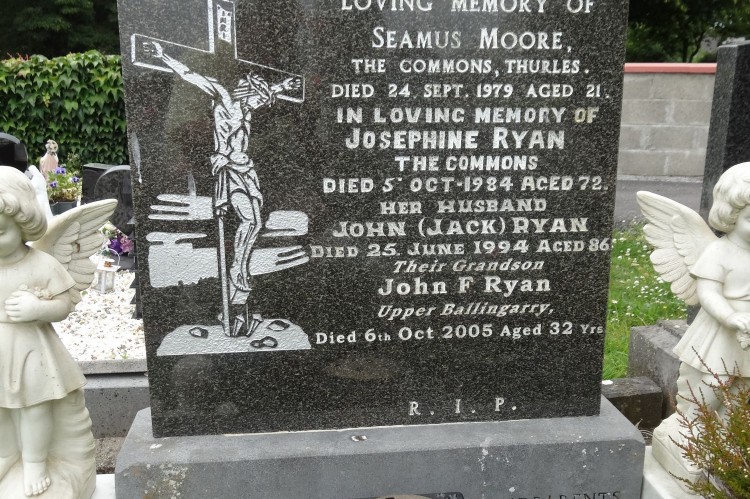 LOVING MEMORY OF
SEAMUS MOORE,
THE COMMONS, THURLES.
DIED 24 SEPT. 1979 AGED 21.
IN LOVING MEMORY OF
JOSEPHINE RYAN
THE COMMONS
DIED 5th OCT-1984 AGED 72.
HER HUSBAND
JOHN (JACK) RYAN
DIED 25 JUNE 1994 AGED 86
Their Grandson
John F Ryan
Upper Ballingarry,
Died 6th Oct 2005 Aged 32 Yrs
R. I. P.